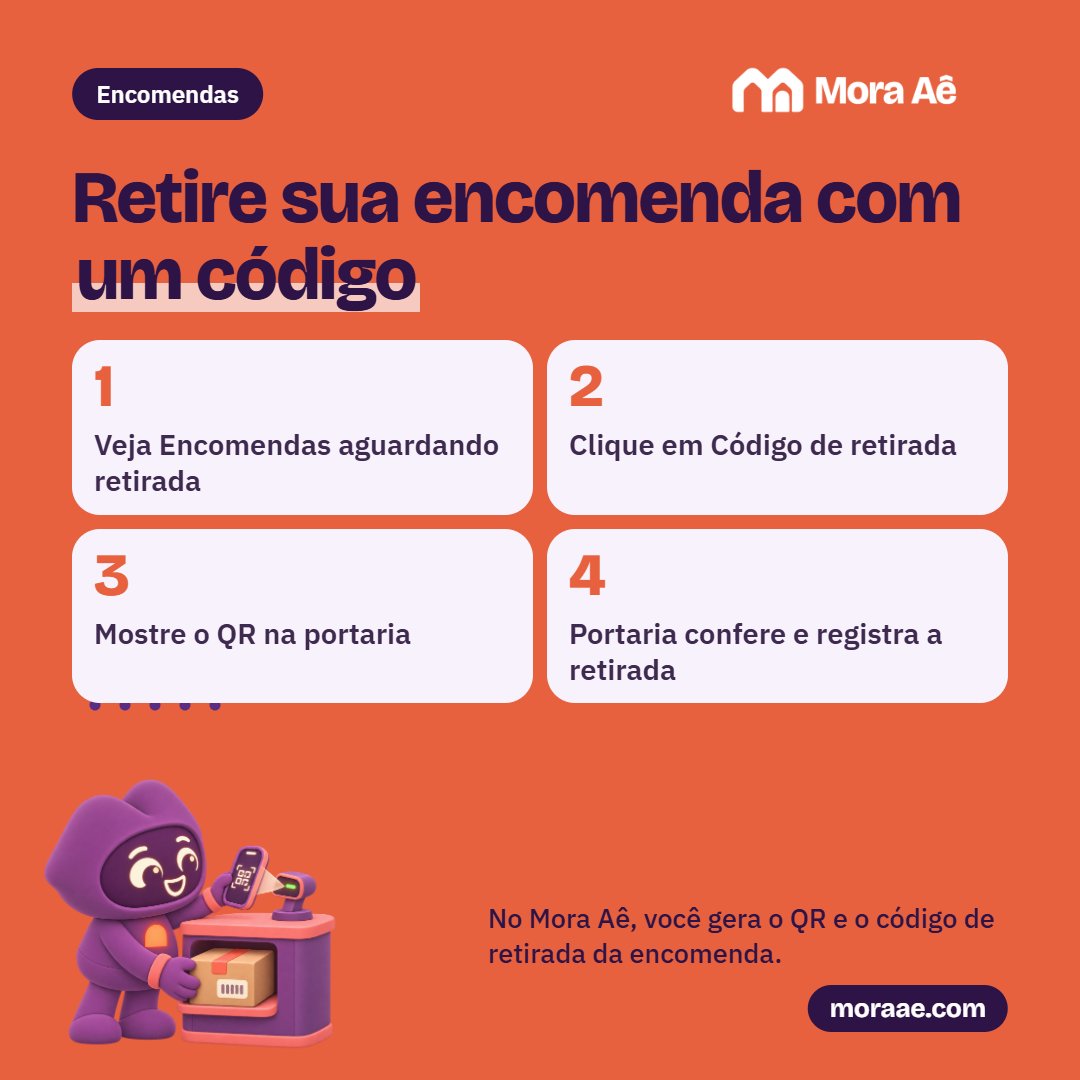 Encomendas
Mora Aê
Retire sua encomenda com
um código
1
Veja Encomendas aguardando
retirada
2
Clique em Código de retirada
3
Mostre o QR na portaria
4
Portaria confere e registra a
retirada
No Mora Aê, você gera o QR e o código de
retirada da encomenda.
moraae.com